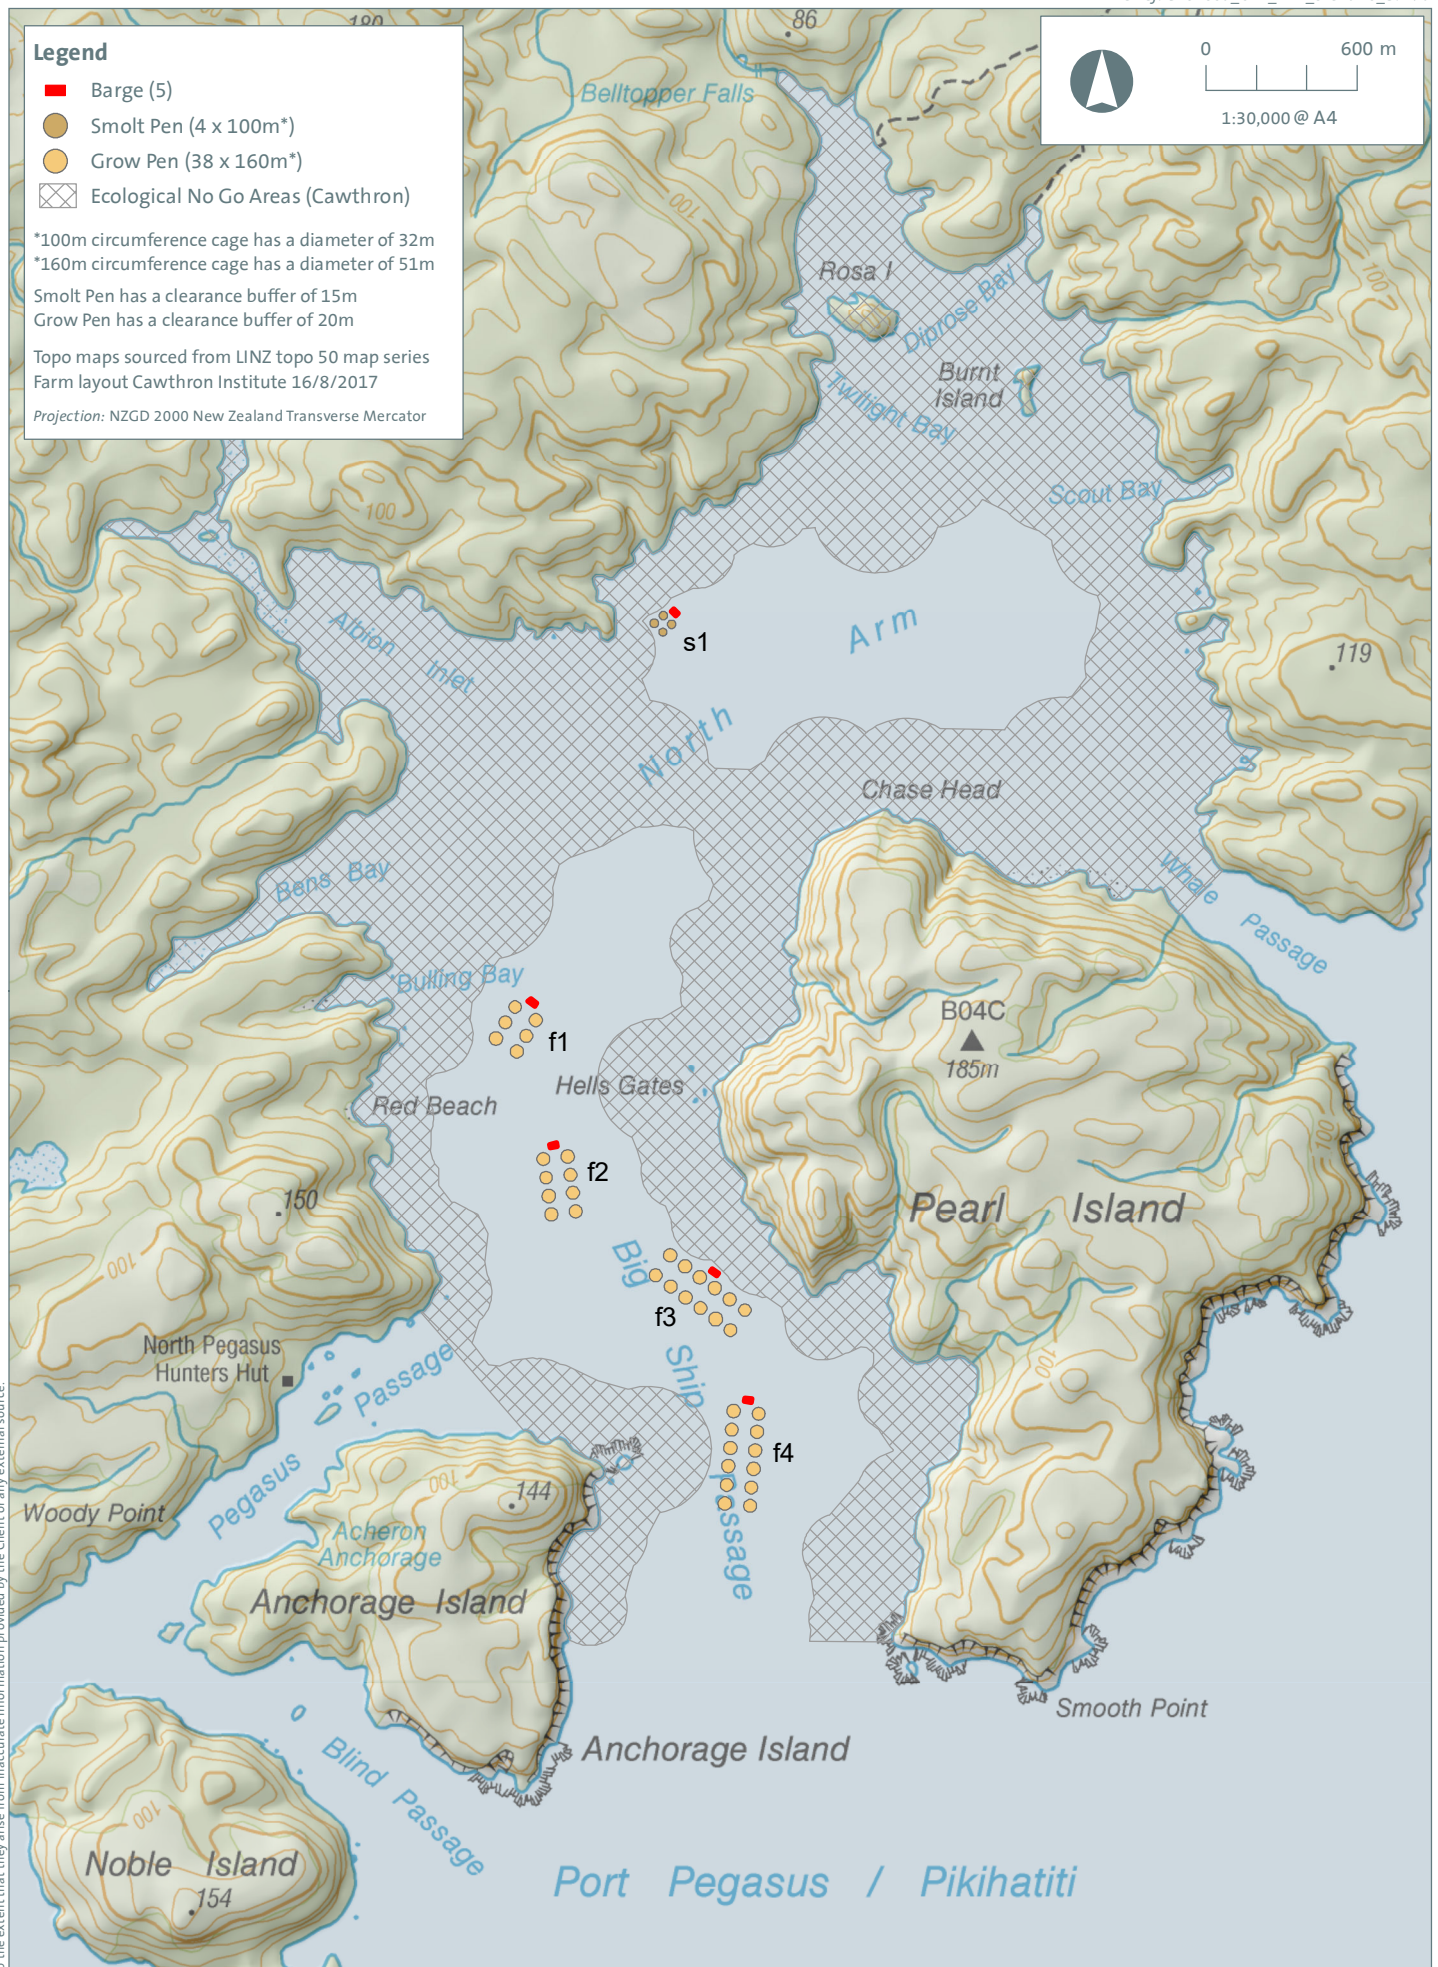 Legend
Barge (5)
Smolt Pen (4 x 100m*)
Grow Pen (38 x 160m*)
Ecological No Go Areas (Cawthron)
*100m circumference cage has a diameter of 32m
*160m circumference cage has a diameter of 51m
Smolt Pen has a clearance buffer of 15m
Grow Pen has a clearance buffer of 20m
Topo maps sourced from LINZ topo 50 map series
Farm layout Cawthron Institute 16/8/2017
Projection: NZGD 2000 New Zealand Transverse Mercator
0 600 m
1:30,000 @ A4
86
Belltopper Falls
100
100
Rosa I
Diprose Bay
Burnt
Island
Twilight Bay
Scout Bay
100
Albion Inlet
s1
North Arm
119
Chase Head
Whale Passage
Bens Bay
Bulling Bay
f1
B04C
185m
Hells Gates
Red Beach
100
f2
150
Pearl Island
100
Big Ship Passage
f3
North Pegasus
Hunters Hut
100
Pegasus Passage
f4
100
144
Woody Point
Acheron
Anchorage
Anchorage Island
Smooth Point
Anchorage Island
Blind Passage
100
Noble Island
154
Port Pegasus / Pikihatiti